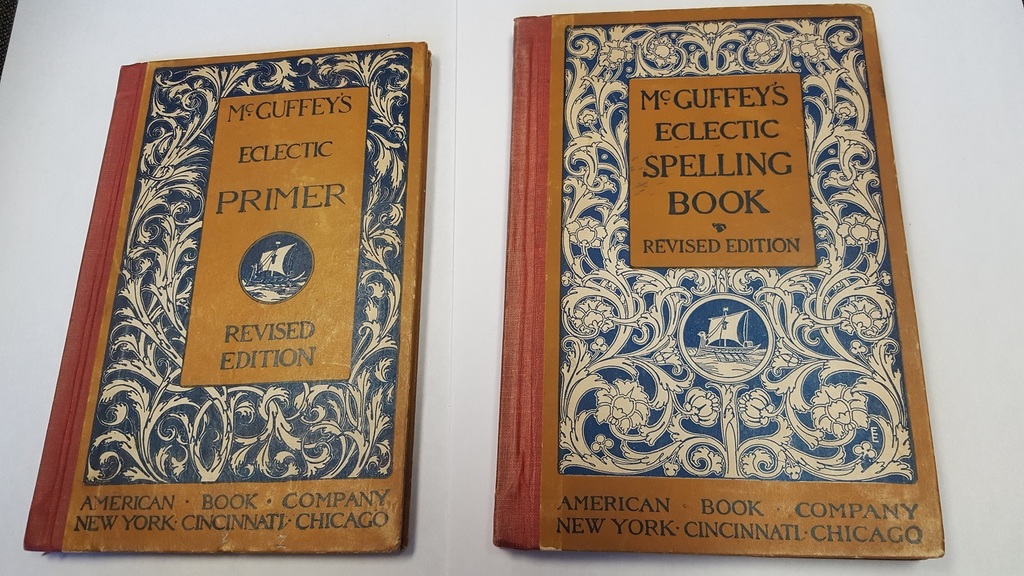 McGUFFEY'S
ECLECTIC
PRIMER
REVISED
EDITION
AMERICAN · BOOK · COMPANY
NEW YORK · CINCINNATI · CHICAGO
McGUFFEY'S
ECLECTIC
SPELLING
BOOK
REVISED EDITION
E
AMERICAN BOOK · COMPANY
NEW YORK · CINCINNATI · CHICAGO